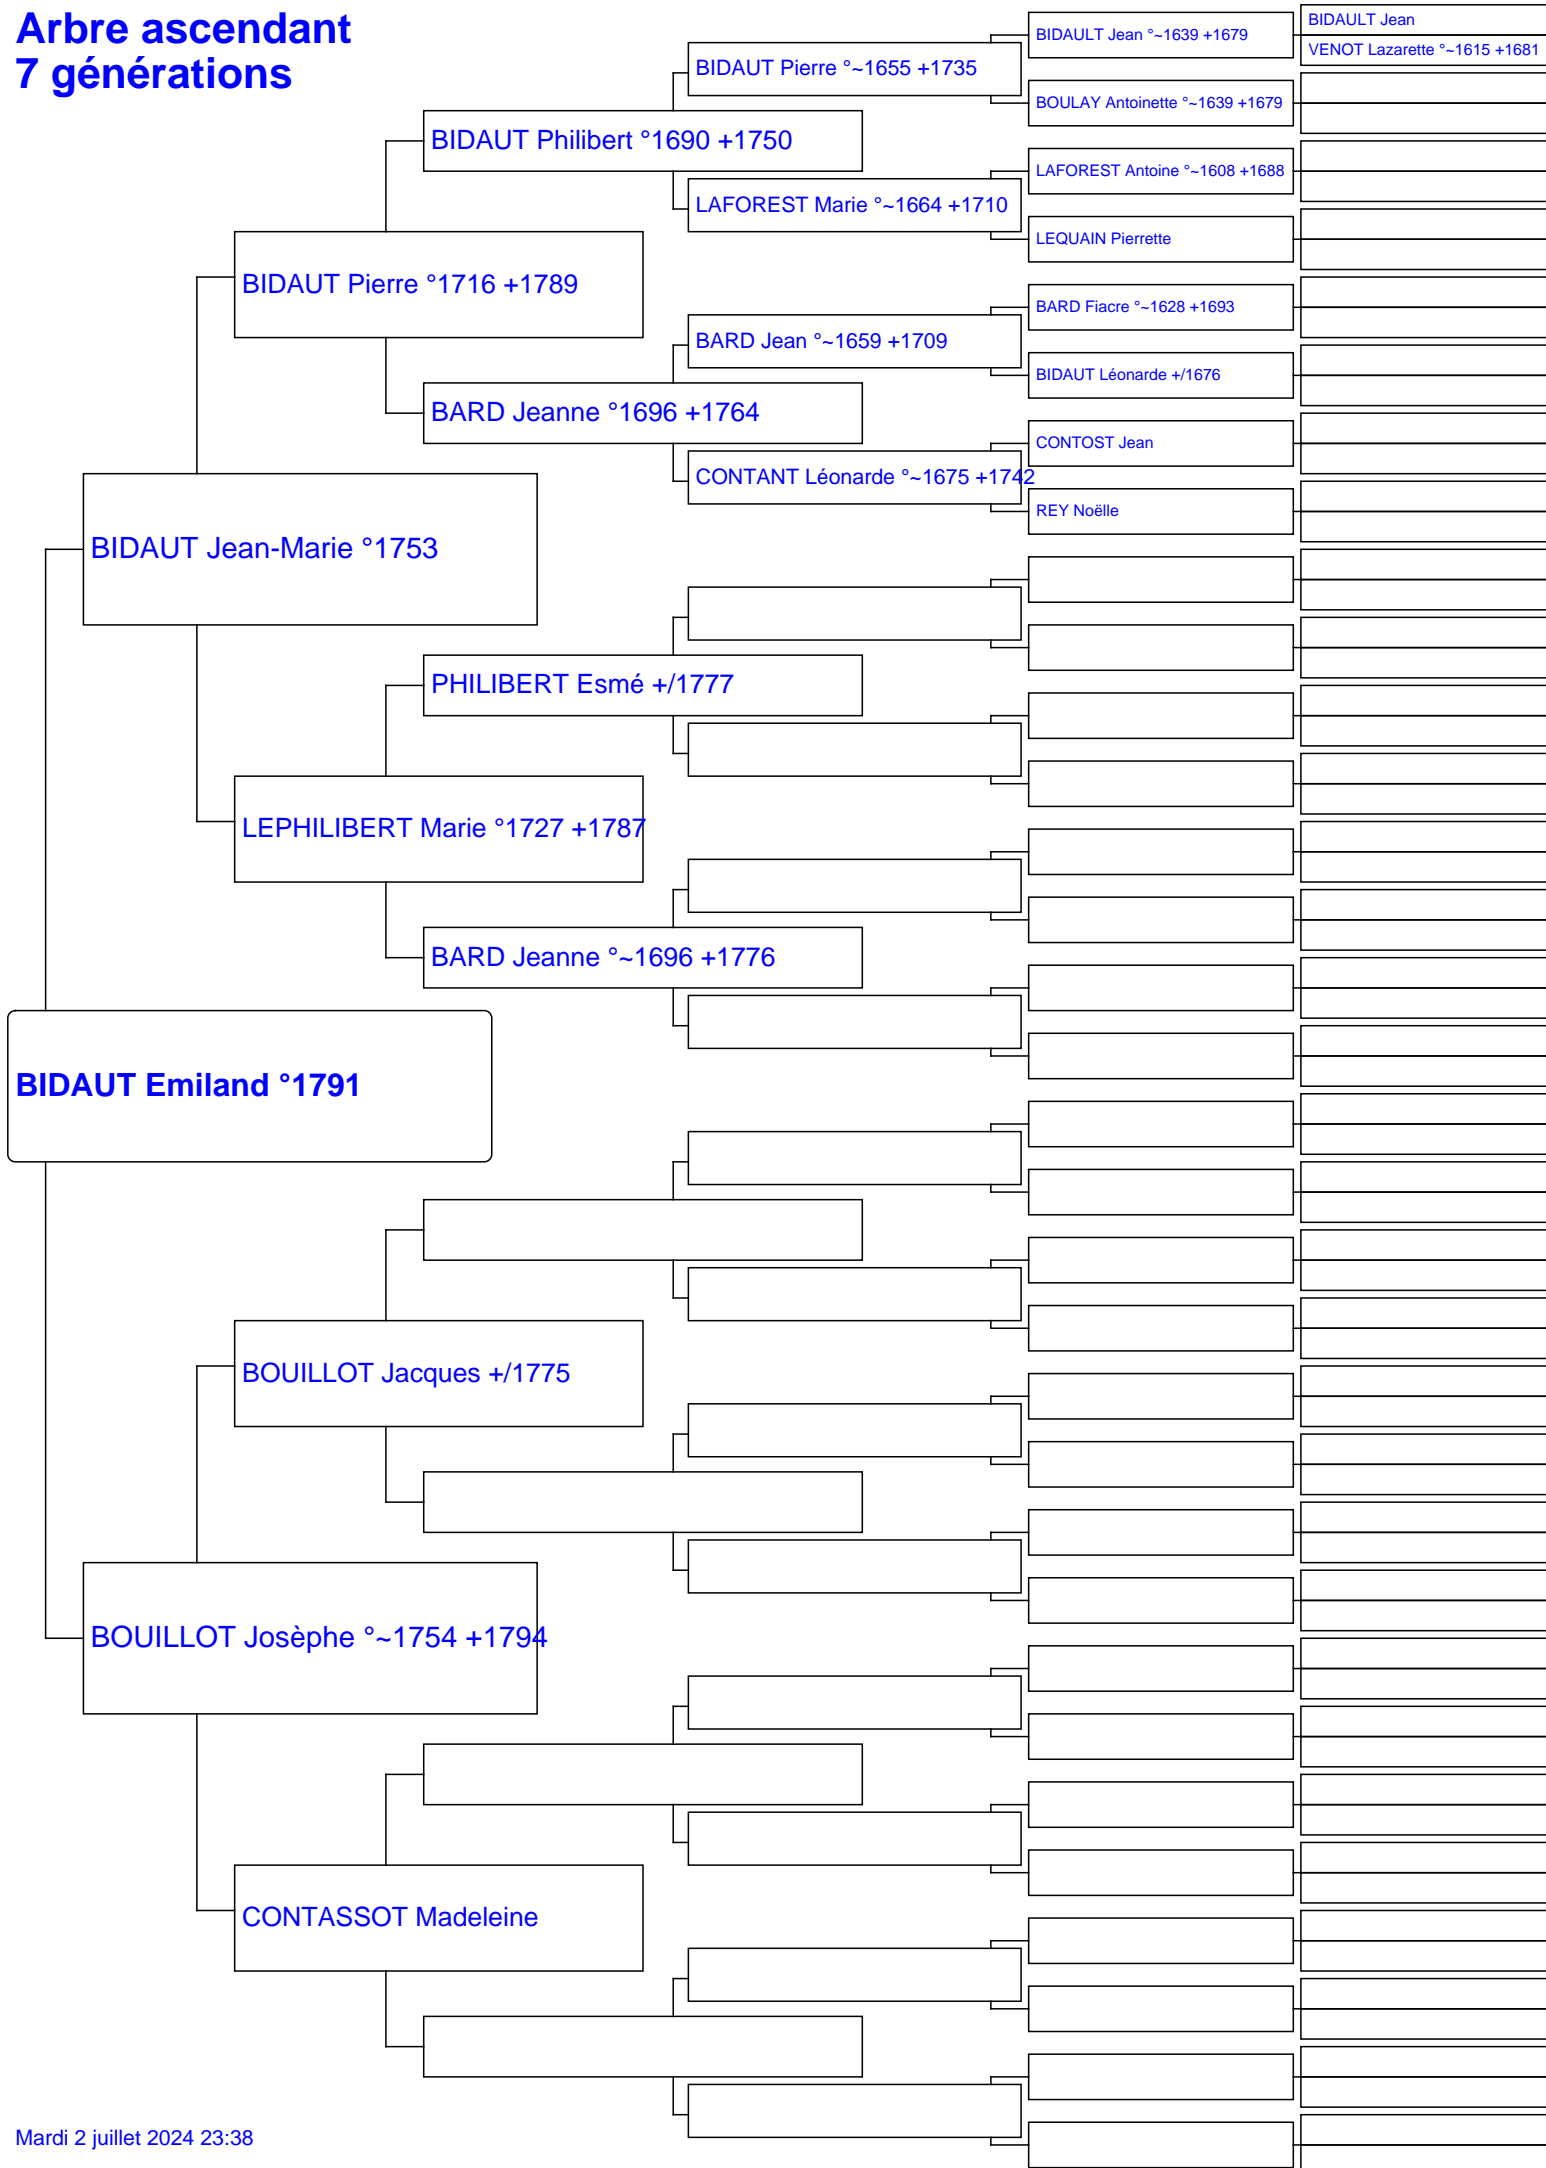 Arbre ascendant
7 générations
BIDAULT Jean
VENOT Lazarette °~1615 +1681
BIDAULT Jean °~1639 +1679
BIDAUT Pierre °~1655 +1735
BOULAY Antoinette °~1639 +1679
BIDAUT Philibert °1690 +1750
LAFOREST Antoine °~1608 +1688
LAFOREST Marie °~1664 +1710
LEQUAIN Pierrette
BIDAUT Pierre °1716 +1789
BARD Fiacre °~1628 +1693
BARD Jean °~1659 +1709
BIDAUT Léonarde +/1676
BARD Jeanne °1696 +1764
CONTOST Jean
CONTANT Léonarde °~1675 +1742
REY Noëlle
BIDAUT Jean-Marie °1753
PHILIBERT Esmé +/1777
LEPHILIBERT Marie °1727 +1787
BARD Jeanne °~1696 +1776
BIDAUT Emiland °1791
BOUILLOT Jacques +/1775
BOUILLOT Josèphe °~1754 +1794
CONTASSOT Madeleine
Mardi 2 juillet 2024 23:38